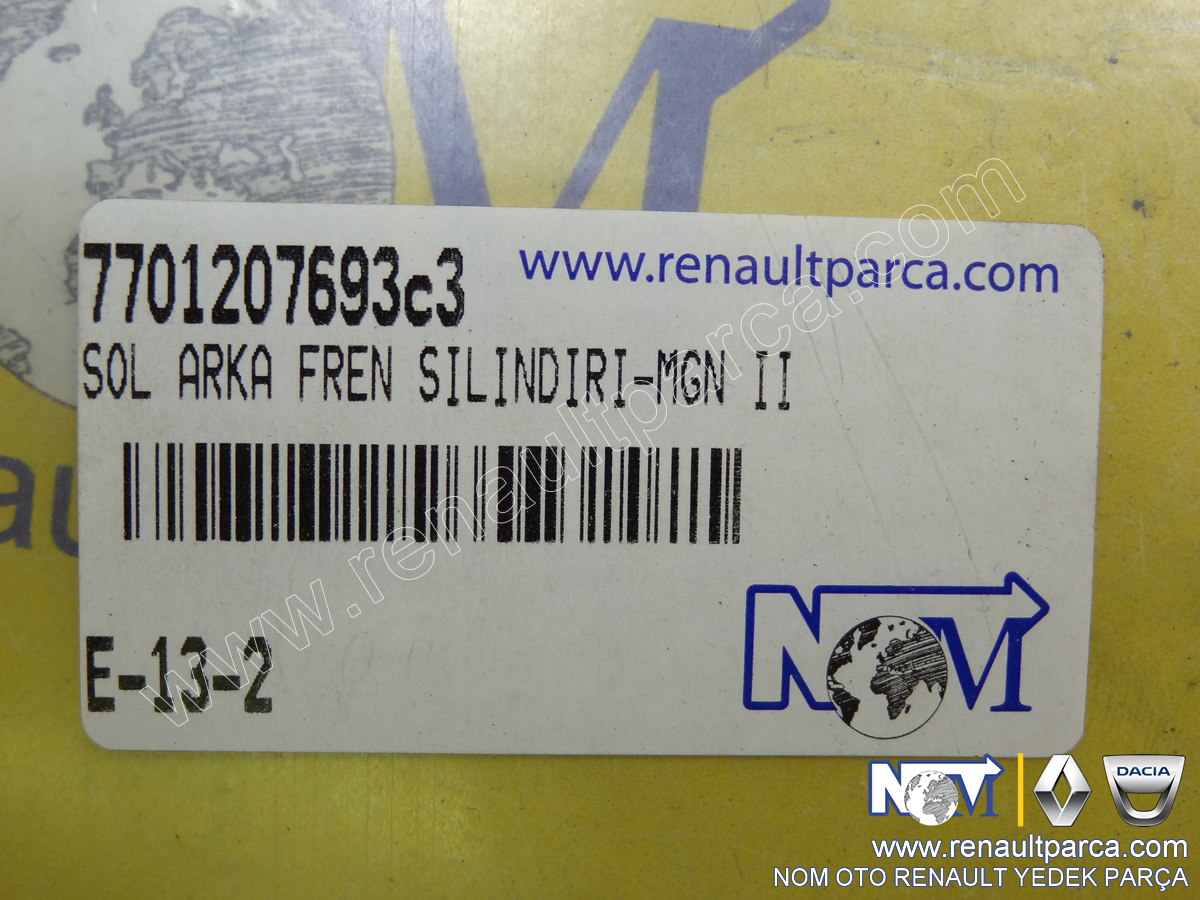 www.renaultparca.com
7701207693c3
SOL ARKA FREN SILINDIRI-MGN II
www.renaultparca.com
E-13-2
NOM
au
NOM
DACIA
www.renaultparca.com
NOM OTO RENAULT YEDEK PARÇA